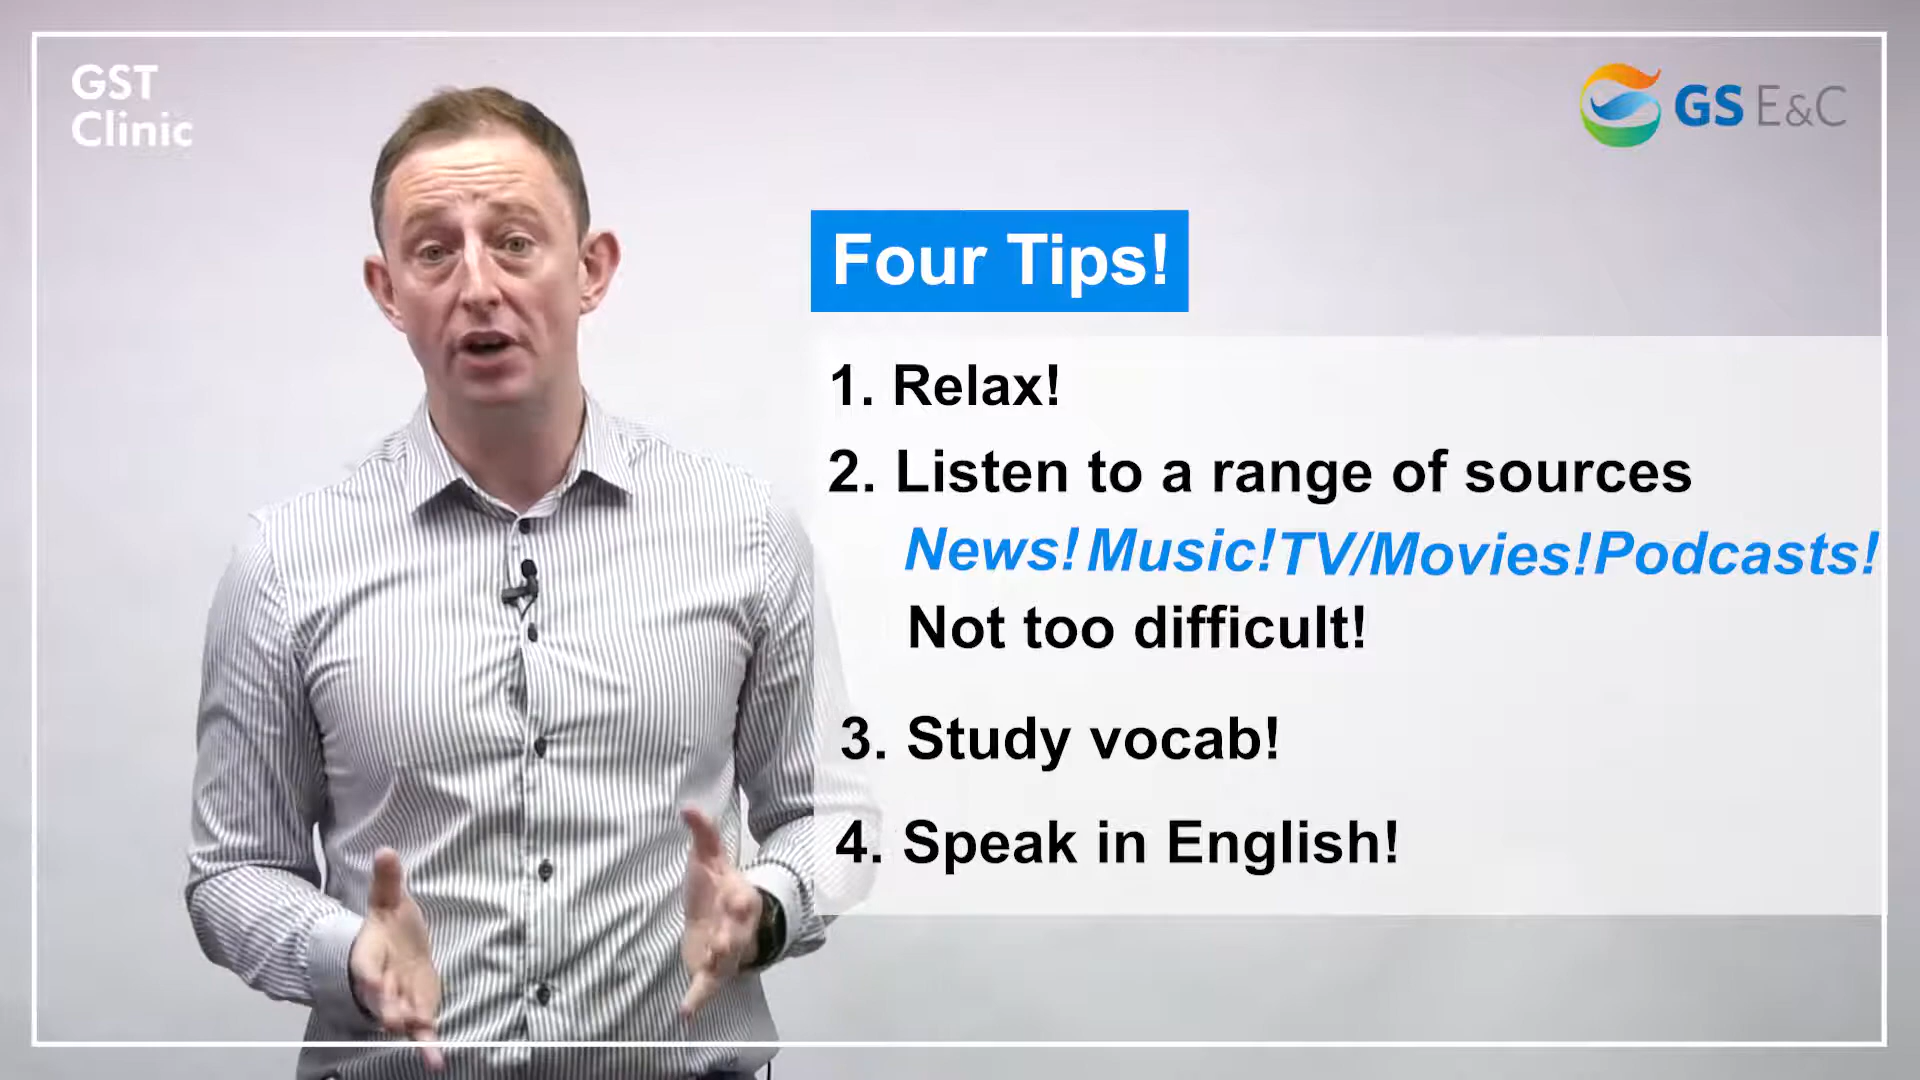 GST
Clinic
GS E&C
Four Tips!
1. Relax!
2. Listen to a range of sources
News! Music! TV/Movies! Podcasts!
Not too difficult!
3. Study vocab!
4. Speak in English!